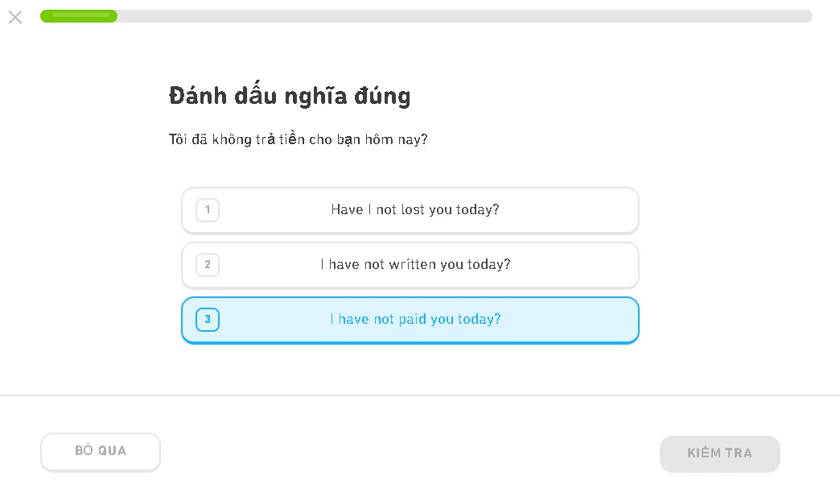 Đánh dấu nghĩa đúng
Tôi đã không trả tiền cho bạn hôm nay?
1 Have I not lost you today?
2 I have not written you today?
3 I have not paid you today?
BỎ QUA
KIỂM TRA